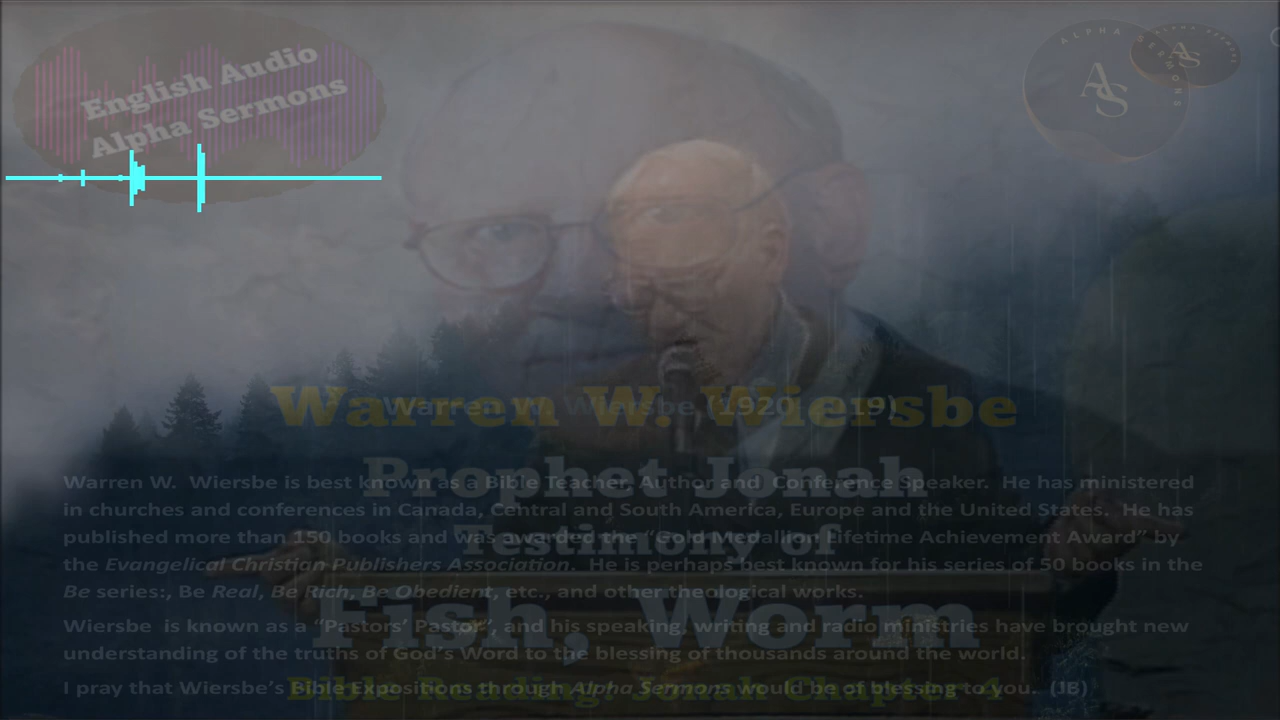 English Audio
Alpha Sermons
ALPHA SERMONS
AS
AS
Warren W. Wiersbe
Warren W. Wiersbe (1920 19)
Prophet Jonah
Testimony of
Fish, Worm
Bible Reading: Jonah Chapter 4
Warren W. Wiersbe is best known as a Bible Teacher, Author and Conference Speaker. He has ministered
in churches and conferences in Canada, Central and South America, Europe and the United States. He has
published more than 150 books and was awarded the “Gold Medallion Lifetime Achievement Award” by
the Evangelical Christian Publishers Association. He is perhaps best known for his series of 50 books in the
Be series:, Be Real, Be Rich, Be Obedient, etc., and other theological works.
Wiersbe is known as a “Pastors’ Pastor”, and his speaking, writing and radio ministries have brought new
understanding of the truths of God’s Word to the blessing of thousands around the world.
I pray that Wiersbe’s Bible Expositions through Alpha Sermons would be of blessing to you. (JB)